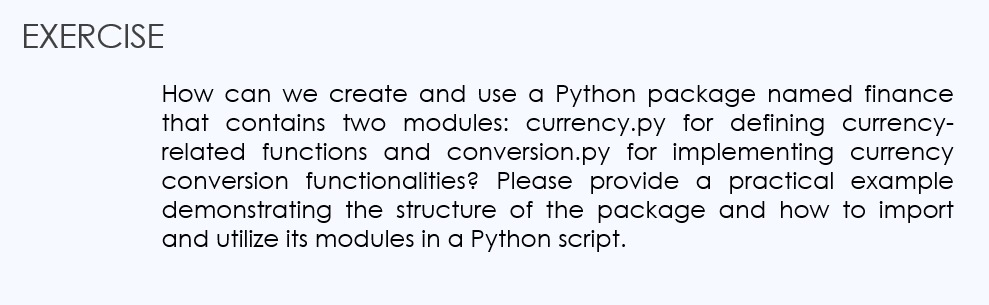 EXERCISE
How can we create and use a Python package named finance
that contains two modules: currency.py for defining currency-
related functions and conversion.py for implementing currency
conversion functionalities? Please provide a practical example
demonstrating the structure of the package and how to import
and utilize its modules in a Python script.